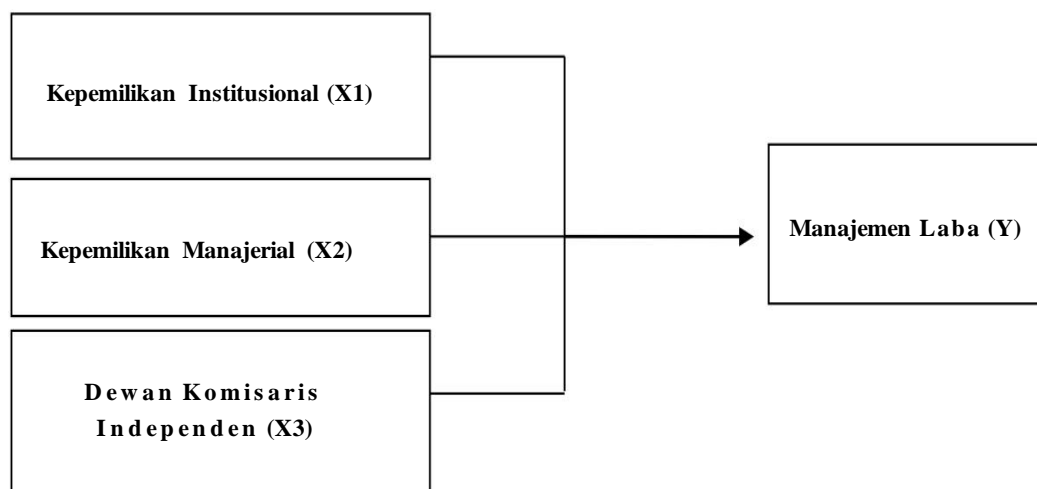 Kepemilikan Institusional (X1)
Kepemilikan Manajerial (X2)
Dewan Komisaris
Independen (X3)
Manajemen Laba (Y)